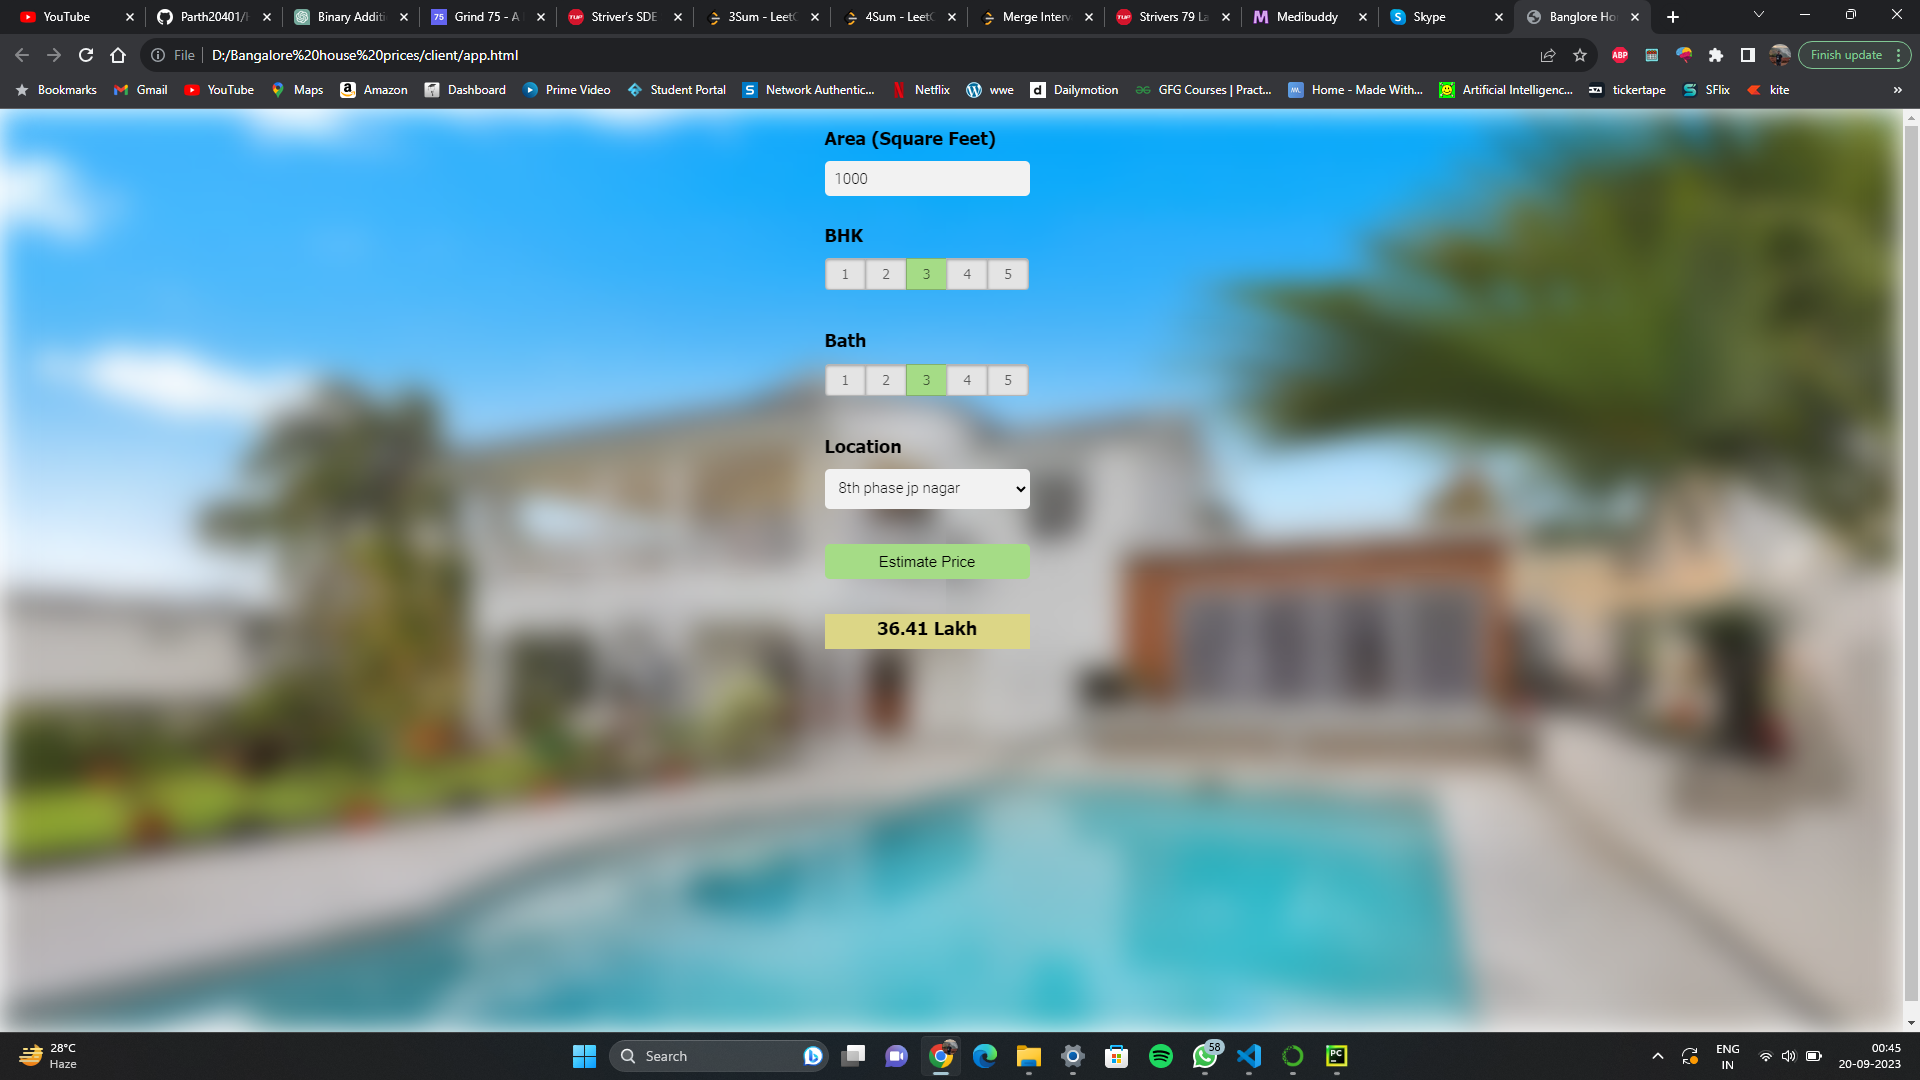 YouTube
Parth20401/
Binary Additi
Grind 75 - A
Striver's SDE
3Sum - LeetC
4Sum - LeetC
Merge Interv
Strivers 79 La
Medibuddy
Skype
Banglore Ho
File
D:/Bangalore%20house%20prices/client/app.html
ABP
Finish update
Bookmarks
Gmail
YouTube
Maps
Amazon
Dashboard
Prime Video
Student Portal
Network Authentic...
Netflix
wwe
Dailymotion
GFG Courses | Pract...
Home - Made With...
Artificial Intelligenc...
tickertape
SFlix
kite
Area (Square Feet)
1000
BHK
1 2 3 4 5
Bath
1 2 3 4 5
Location
8th phase jp nagar
Estimate Price
36.41 Lakh
28°C
Haze
Search
58
ENG
IN
00:45
20-09-2023